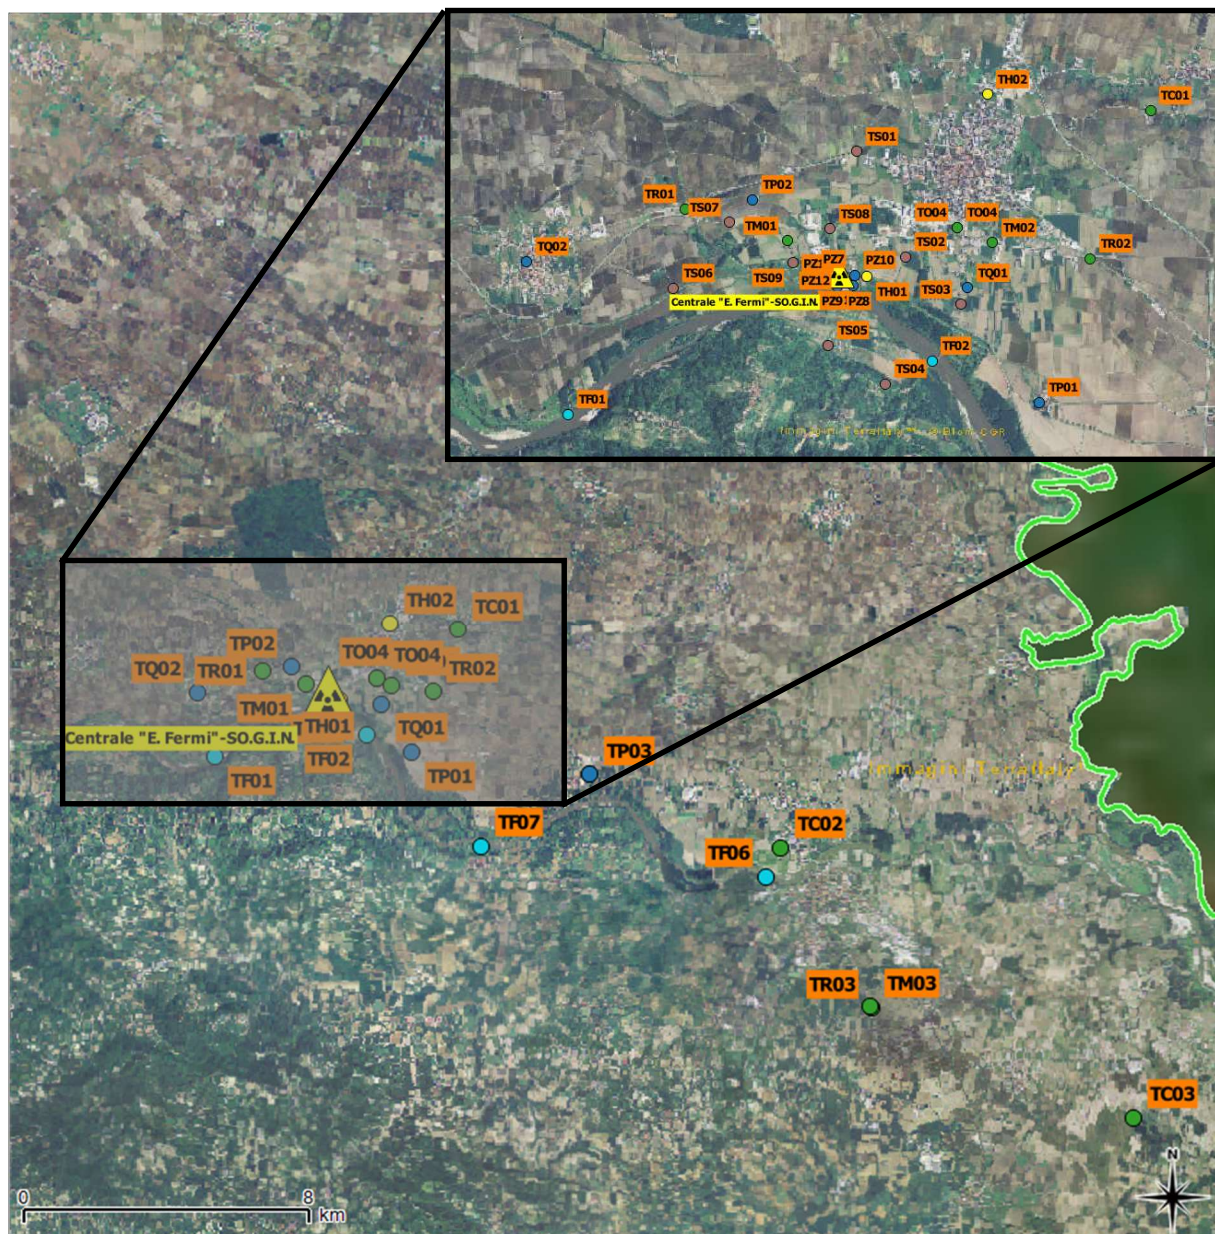 TH02
TC01
TS01
TP02
TR01
TS07
TS08
TO04
TO04
TM01
TM02
TS02
TR02
TQ02
PZ7
PZ10
TS06
TS09
PZ12
TQ01
TH01
TS03
Centrale "E. Fermi"-SO.G.I.N.
PZ9
PZ8
TS05
TF02
TS04
TP01
TF01
TH02
TC01
TP02
TO04
TO04
TQ02
TR01
TR02
TM01
TH01
TQ01
Centrale "E. Fermi"-SO.G.I.N.
TF02
TF01
TP01
TP03
Immagini TerraItaly
TF07
TC02
TF06
TR03
TM03
TC03
N
0
8
km